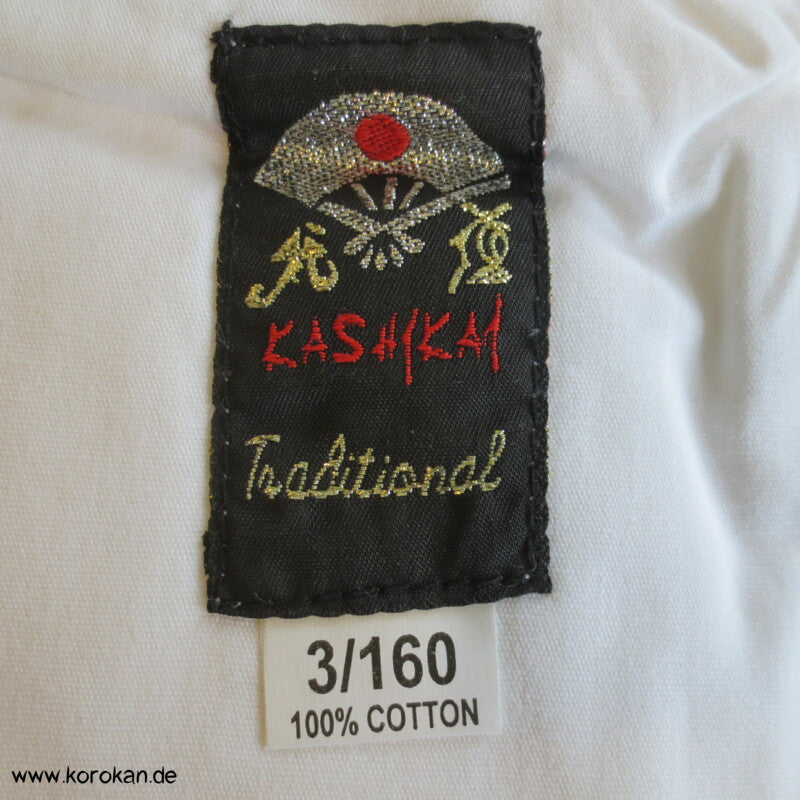 KASHIKAI
Traditional
3/160
100% COTTON
www.korokan.de